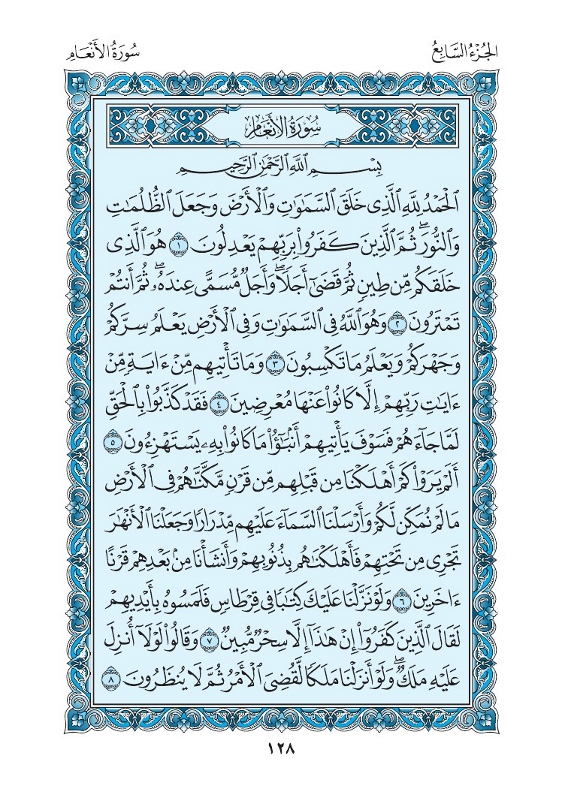 الجُزْءُ السَّابِعُ
سُورَةُ الأَنْعَامِ
سُورَةُ الأَنْعَامِ
بِسْمِ ٱللَّهِ ٱلرَّحْمَٰنِ ٱلرَّحِيمِ
ٱلْحَمْدُ لِلَّهِ ٱلَّذِى خَلَقَ ٱلسَّمَٰوَٰتِ وَٱلْأَرْضَ وَجَعَلَ ٱلظُّلُمَٰتِ
وَٱلنُّورَ ۖ ثُمَّ ٱلَّذِينَ كَفَرُوا۟ بِرَبِّهِمْ يَعْدِلُونَ ١ هُوَ ٱلَّذِى
خَلَقَكُم مِّن طِينٍ ثُمَّ قَضَىٰٓ أَجَلًا ۖ وَأَجَلٌ مُّسَمًّى عِندَهُۥ ۖ ثُمَّ أَنتُمْ
تَمْتَرُونَ ٢ وَهُوَ ٱللَّهُ فِى ٱلسَّمَٰوَٰتِ وَفِى ٱلْأَرْضِ يَعْلَمُ سِرَّكُمْ
وَجَهْرَكُمْ وَيَعْلَمُ مَا تَكْسِبُونَ ٣ وَمَا تَأْتِيهِم مِّنْ ءَايَةٍ مِّنْ
ءَايَٰتِ رَبِّهِمْ إِلَّا كَانُوا۟ عَنْهَا مُعْرِضِينَ ٤ فَقَدْ كَذَّبُوا۟ بِٱلْحَقِّ
لَمَّا جَآءَهُمْ فَسَوْفَ يَأْتِيهِمْ أَنۢبَٰٓؤُا۟ مَا كَانُوا۟ بِهِۦ يَسْتَهْزِءُونَ ٥
أَلَمْ يَرَوْا۟ كَمْ أَهْلَكْنَا مِن قَبْلِهِم مِّن قَرْنٍ مَّكَّنَّٰهُمْ فِى ٱلْأَرْضِ
مَا لَمْ نُمَكِّن لَّكُمْ وَأَرْسَلْنَا ٱلسَّمَآءَ عَلَيْهِم مِّدْرَارًا وَجَعَلْنَا ٱلْأَنْهَٰرَ
تَجْرِى مِن تَحْتِهِمْ فَأَهْلَكْنَٰهُم بِذُنُوبِهِمْ وَأَنشَأْنَا مِنۢ بَعْدِهِمْ قَرْنًا
ءَاخَرِينَ ٦ وَلَوْ نَزَّلْنَا عَلَيْكَ كِتَٰبًا فِى قِرْطَاسٍ فَلَمَسُوهُ بِأَيْدِيهِمْ
لَقَالَ ٱلَّذِينَ كَفَرُوٓا۟ إِنْ هَٰذَآ إِلَّا سِحْرٌ مُّبِينٌ ٧ وَقَالُوا۟ لَوْلَآ أُنزِلَ
عَلَيْهِ مَلَكٌ ۖ وَلَوْ أَنزَلْنَا مَلَكًا لَّقُضِىَ ٱلْأَمْرُ ثُمَّ لَا يُنظَرُونَ ٨
١٢٨